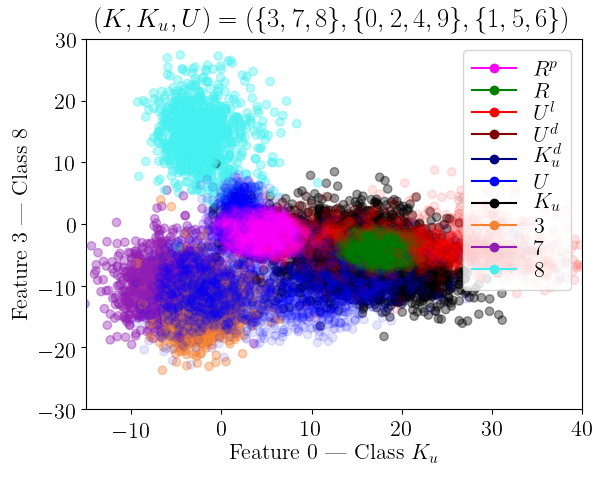 (K, K_u, U) = ({3, 7, 8}, {0, 2, 4, 9}, {1, 5, 6})
30
20
10
0
−10
−20
−30
Feature 3 — Class 8
R^p
R
U^l
U^d
K_u^d
U
K_u
3
7
8
−10 0 10 20 30 40
Feature 0 — Class K_u